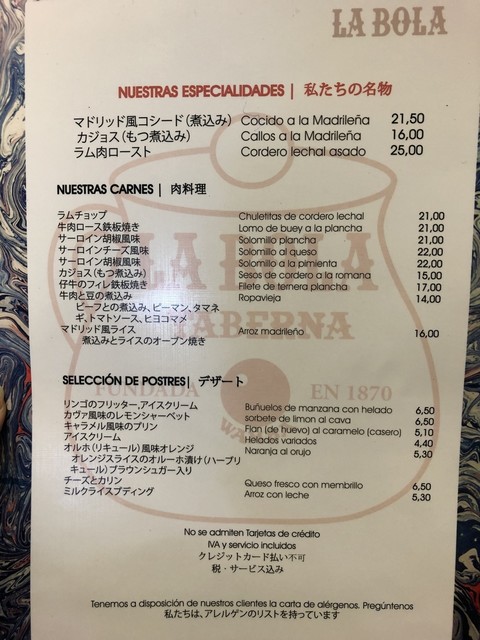 LA BOLA
NUESTRAS ESPECIALIDADES | 私たちの名物
マドリッド風コシード（煮込み） Cocido a la Madrileña 21,50
カジョス（もつ煮込み） Callos a la Madrileña 16,00
ラム肉ロースト Cordero lechal asado 25,00
NUESTRAS CARNES | 肉料理
ラムチョップ Chuletitas de cordero lechal 21,00
牛肉ロース鉄板焼き Lomo de buey a la plancha 21,00
サーロイン胡椒風味 Solomillo plancha 21,00
サーロインチーズ風味 Solomillo al queso 22,00
サーロイン胡椒風味 Solomillo a la pimienta 22,00
カジョス（もつ煮込み） Sesos de cordero a la romana 15,00
仔牛のフィレ鉄板焼き Filete de ternera plancha 17,00
牛肉と豆の煮込み Ropavieja 14,00
ビーフとの煮込み、ピーマン、タマネ
ギ、トマトソース、ヒヨコマメ
マドリッド風ライス Arroz madrileño 16,00
煮込みとライスのオーブン焼き
LA BOLA
TABERNA
FUNDADA EN 1870
SELECCIÓN DE POSTRES | デザート
リンゴのフリッター,アイスクリーム Buñuelos de manzana con helado 6,50
カヴァ風味のレモンシャーベット sorbete de limon al cava 6,50
キャラメル風味のプリン Flan (de huevo) al caramelo (casero) 5,10
アイスクリーム Helados variados 4,40
オルホ（リキュール）風味オレンジ Naranja al orujo 5,30
オレンジスライスのオルーホ漬け（ハーブリ
キュール）ブラウンシュガー入り
チーズとカリン Queso fresco con membrillo 6,50
ミルクライスプディング Arroz con leche 5,30
No se admiten Tarjetas de crédito
IVA y servicio incluidos
クレジットカード払い不可
税・サービス込み
Tenemos a disposición de nuestros clientes la carta de alérgenos. Pregúntenos
私たちは、アレルゲンのリストを持っています